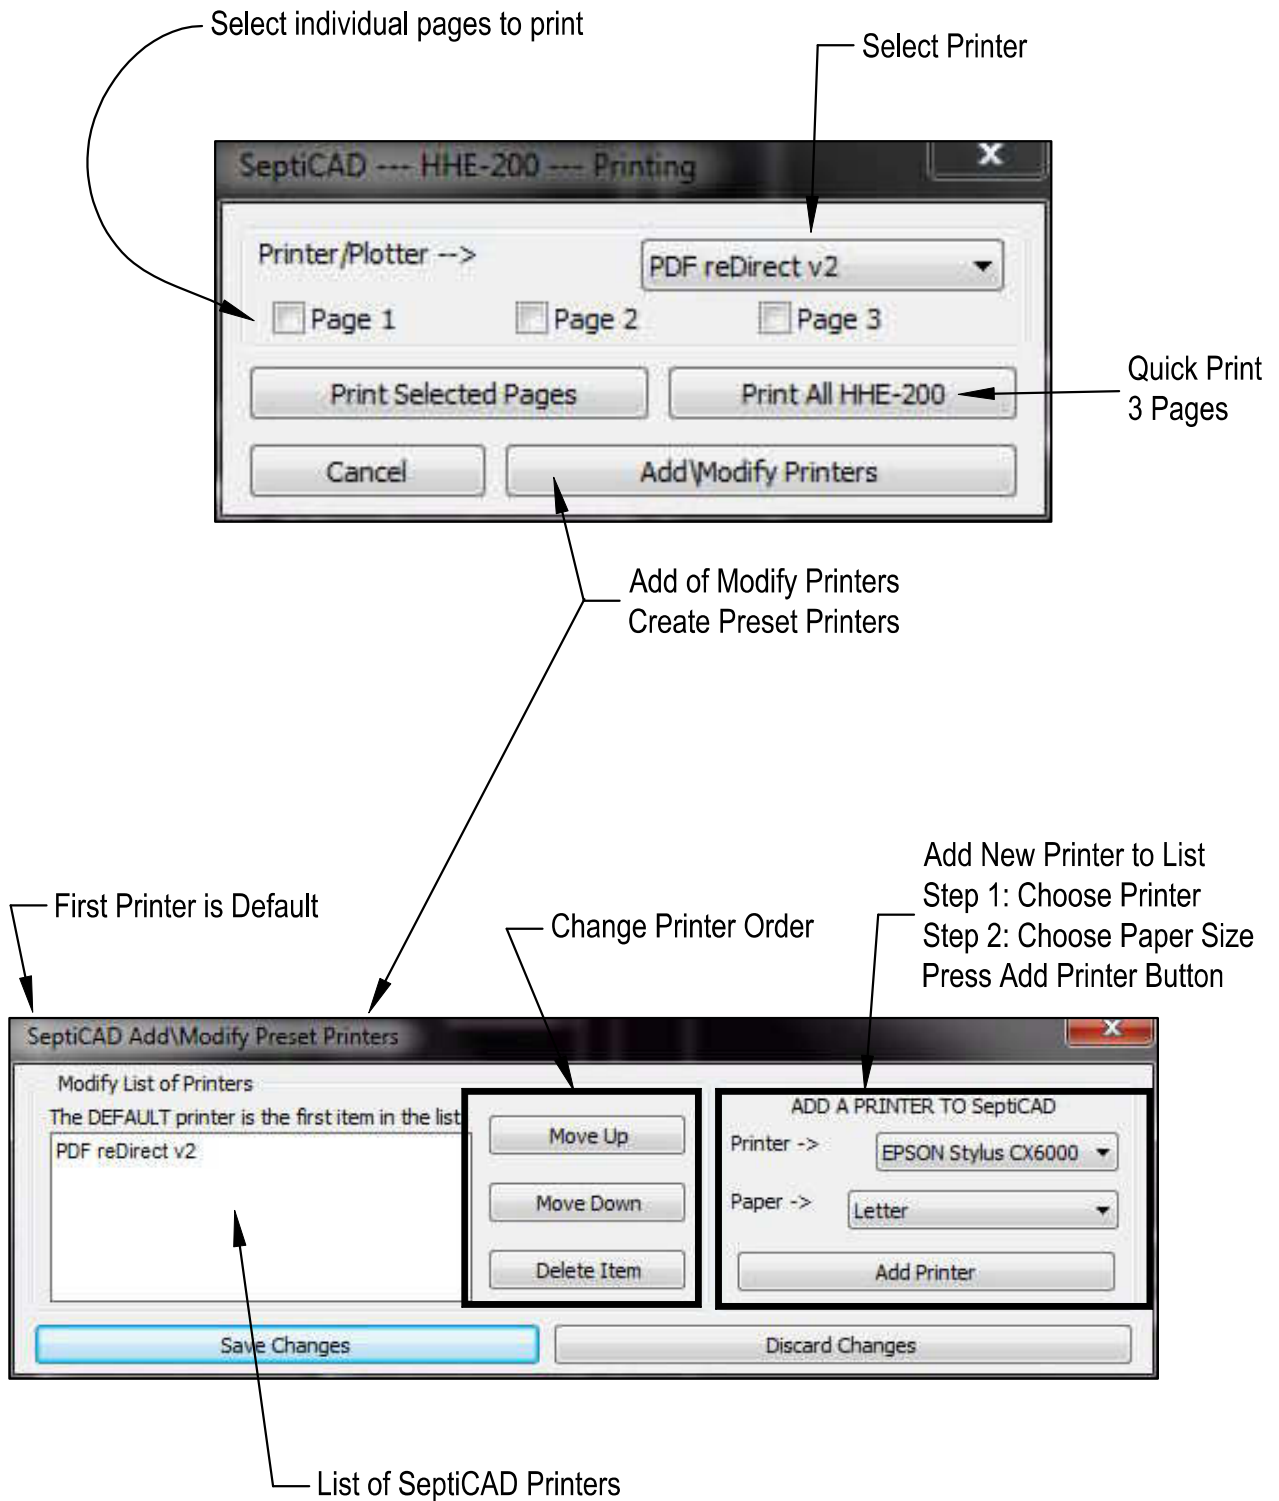 Select individual pages to print
Select Printer
SeptiCAD --- HHE-200 --- Printing
X
Printer/Plotter -->
PDF reDirect v2
Page 1
Page 2
Page 3
Print Selected Pages
Print All HHE-200
Quick Print
3 Pages
Cancel
Add\Modify Printers
Add of Modify Printers
Create Preset Printers
Add New Printer to List
Step 1: Choose Printer
Step 2: Choose Paper Size
Press Add Printer Button
First Printer is Default
Change Printer Order
SeptiCAD Add\Modify Preset Printers
X
Modify List of Printers
The DEFAULT printer is the first item in the list
PDF reDirect v2
Move Up
Move Down
Delete Item
ADD A PRINTER TO SeptiCAD
Printer ->
EPSON Stylus CX6000
Paper ->
Letter
Add Printer
Save Changes
Discard Changes
List of SeptiCAD Printers